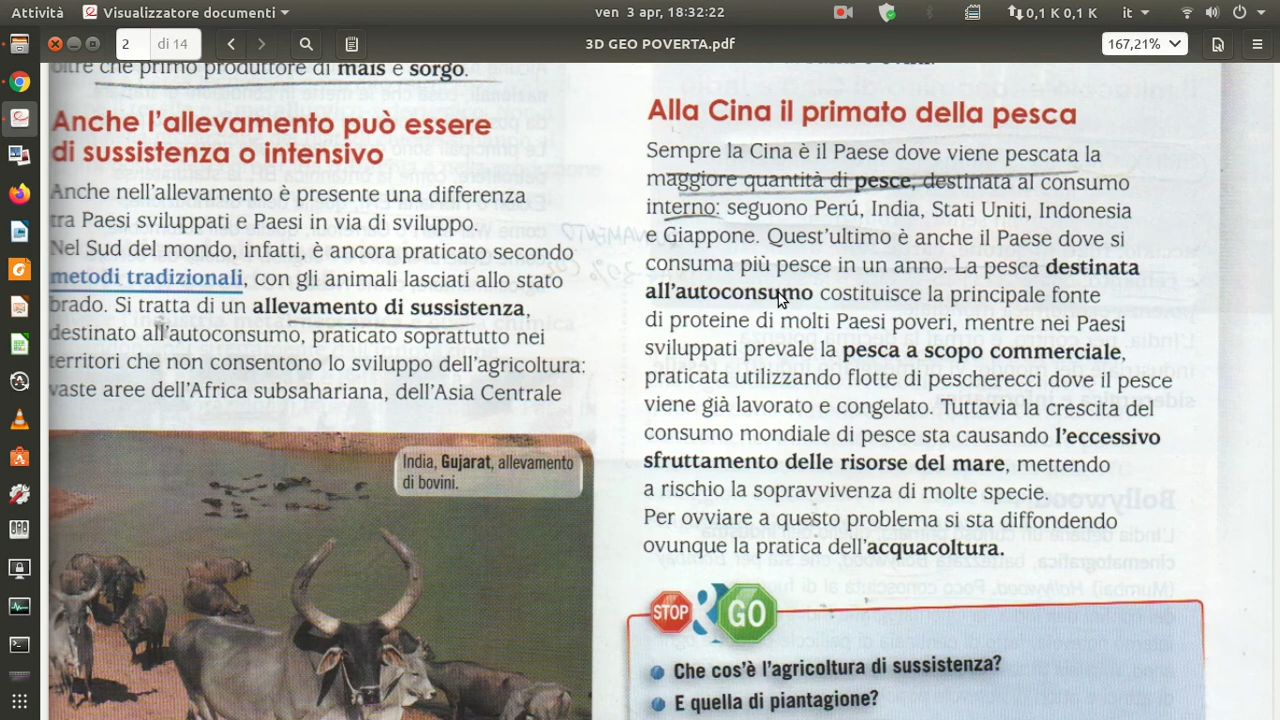 Attività
Visualizzatore documenti
ven 3 apr, 18:32:22
0,1 K 0,1 K
it
2
di 14
3D GEO POVERTA.pdf
167,21%
oltre che primo produttore di mais e sorgo.
Anche l'allevamento può essere
di sussistenza o intensivo
Anche nell'allevamento è presente una differenza
tra Paesi sviluppati e Paesi in via di sviluppo.
Nel Sud del mondo, infatti, è ancora praticato secondo
metodi tradizionali, con gli animali lasciati allo stato
brado. Si tratta di un allevamento di sussistenza,
destinato all'autoconsumo, praticato soprattutto nei
territori che non consentono lo sviluppo dell'agricoltura:
vaste aree dell'Africa subsahariana, dell'Asia Centrale
India, Gujarat, allevamento
di bovini.
Alla Cina il primato della pesca
Sempre la Cina è il Paese dove viene pescata la
maggiore quantità di pesce, destinata al consumo
interno: seguono Perú, India, Stati Uniti, Indonesia
e Giappone. Quest'ultimo è anche il Paese dove si
consuma più pesce in un anno. La pesca destinata
all'autoconsumo costituisce la principale fonte
di proteine di molti Paesi poveri, mentre nei Paesi
sviluppati prevale la pesca a scopo commerciale,
praticata utilizzando flotte di pescherecci dove il pesce
viene già lavorato e congelato. Tuttavia la crescita del
consumo mondiale di pesce sta causando l'eccessivo
sfruttamento delle risorse del mare, mettendo
a rischio la sopravvivenza di molte specie.
Per ovviare a questo problema si sta diffondendo
ovunque la pratica dell'acquacoltura.
STOP & GO
Che cos'è l'agricoltura di sussistenza?
E quella di piantagione?